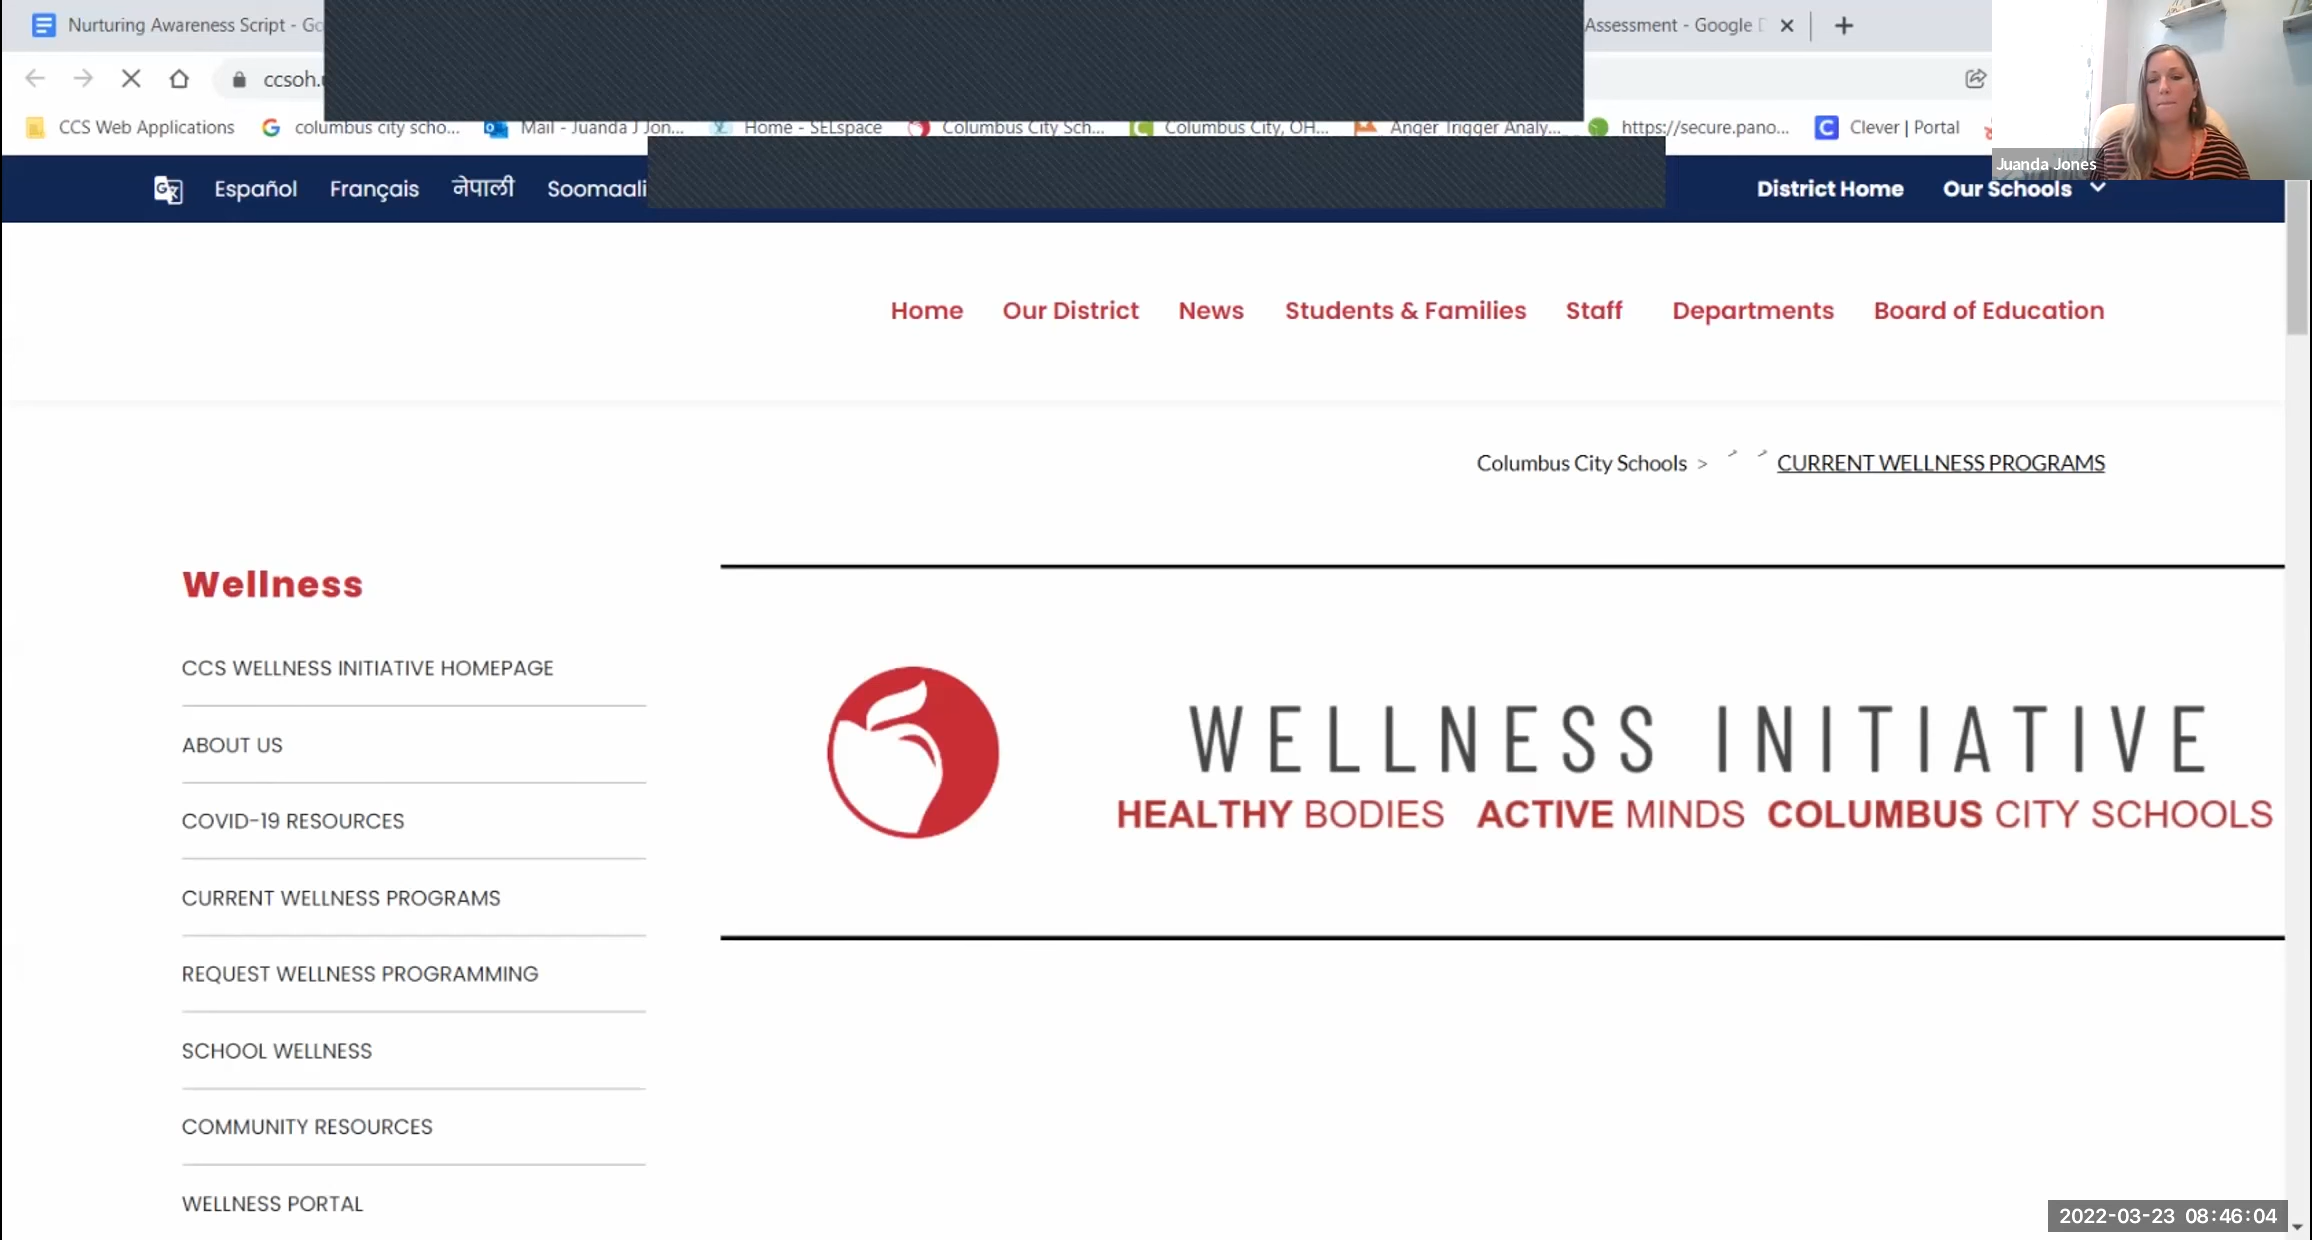 Nurturing Awareness Script - Go
Assessment - Google D
ccsoh.
CCS Web Applications columbus city scho... Mail - Juanda J Jon... Home - SELspace Columbus City Sch... Columbus City, OH... Anger Trigger Analy... https://secure.pano... Clever | Portal
Juanda Jones
Español Français नेपाली Soomaali District Home Our Schools
Home Our District News Students & Families Staff Departments Board of Education
Columbus City Schools > CURRENT WELLNESS PROGRAMS
Wellness
CCS WELLNESS INITIATIVE HOMEPAGE
ABOUT US
COVID-19 RESOURCES
CURRENT WELLNESS PROGRAMS
REQUEST WELLNESS PROGRAMMING
SCHOOL WELLNESS
COMMUNITY RESOURCES
WELLNESS PORTAL
WELLNESS INITIATIVE
HEALTHY BODIES ACTIVE MINDS COLUMBUS CITY SCHOOLS
2022-03-23 08:46:04